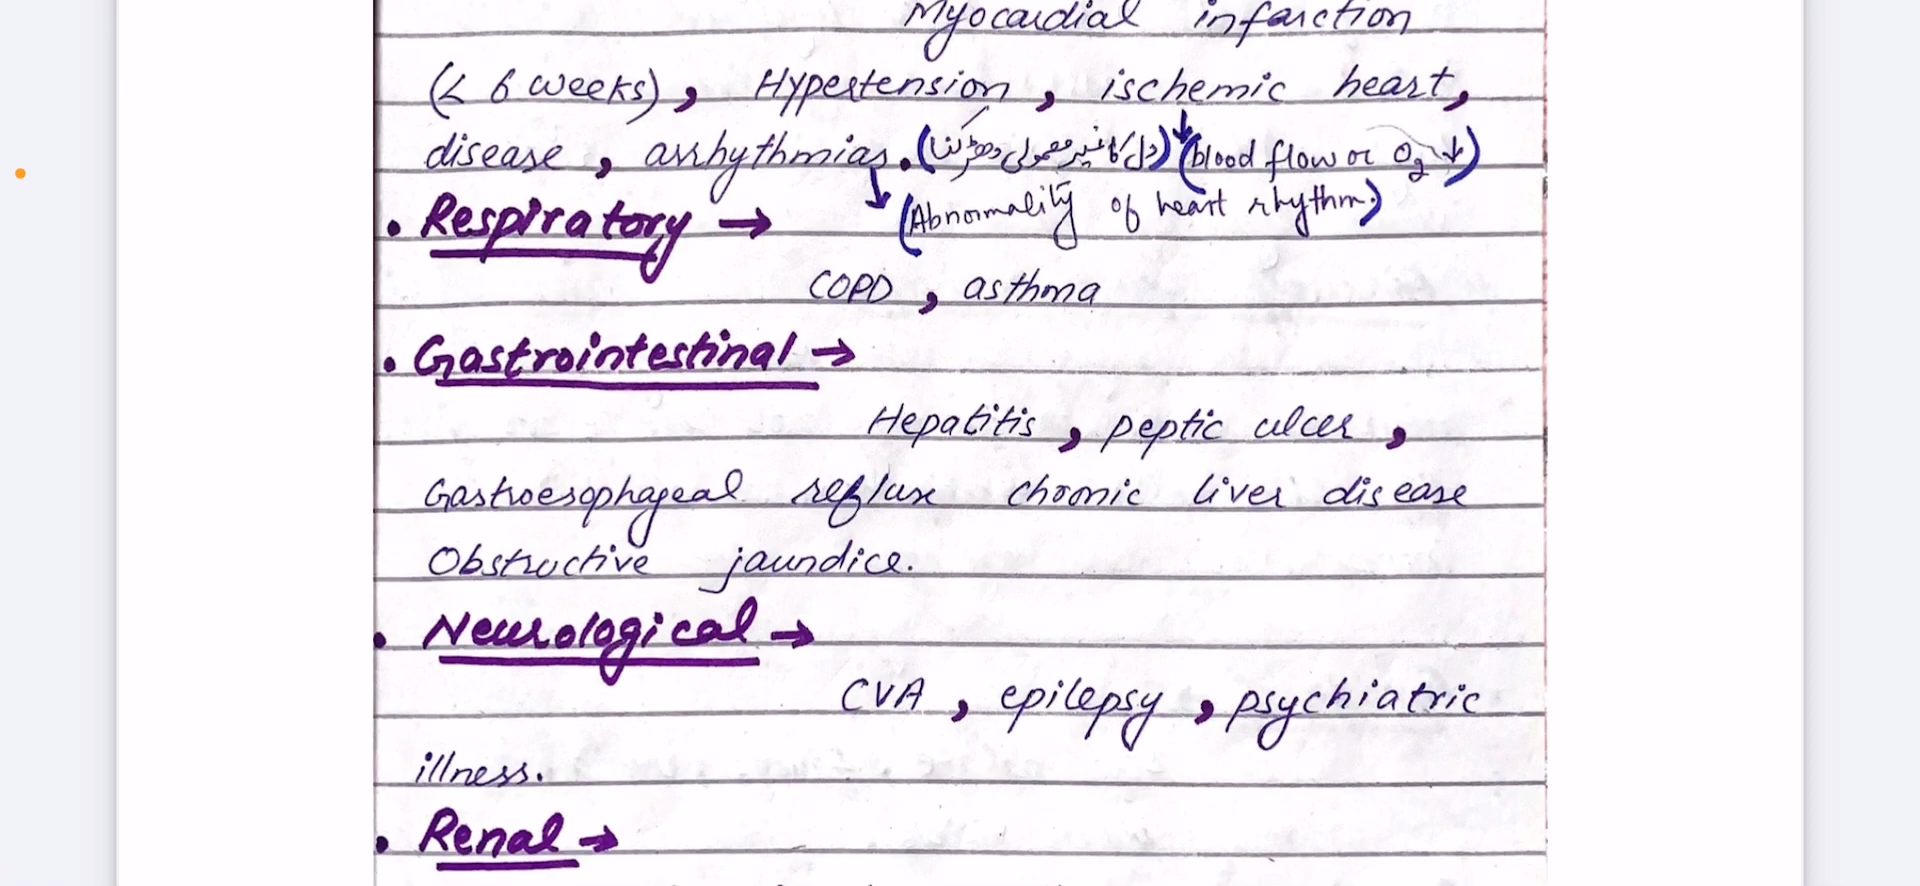 Myocardial infarction
(< 6 weeks), Hypertension, ischemic heart,
disease, arrhythmias. (دل کا غیر معمولی دھڑکنا) (blood flow or O2 ↓)
↓ (Abnormality of heart rhythm.)
• Respiratory →
COPD, asthma
• Gastrointestinal →
Hepatitis, peptic ulcer,
Gastroesophageal reflux chronic liver disease
Obstructive jaundice.
• Neurological →
CVA, epilepsy, psychiatric
illness.
• Renal →